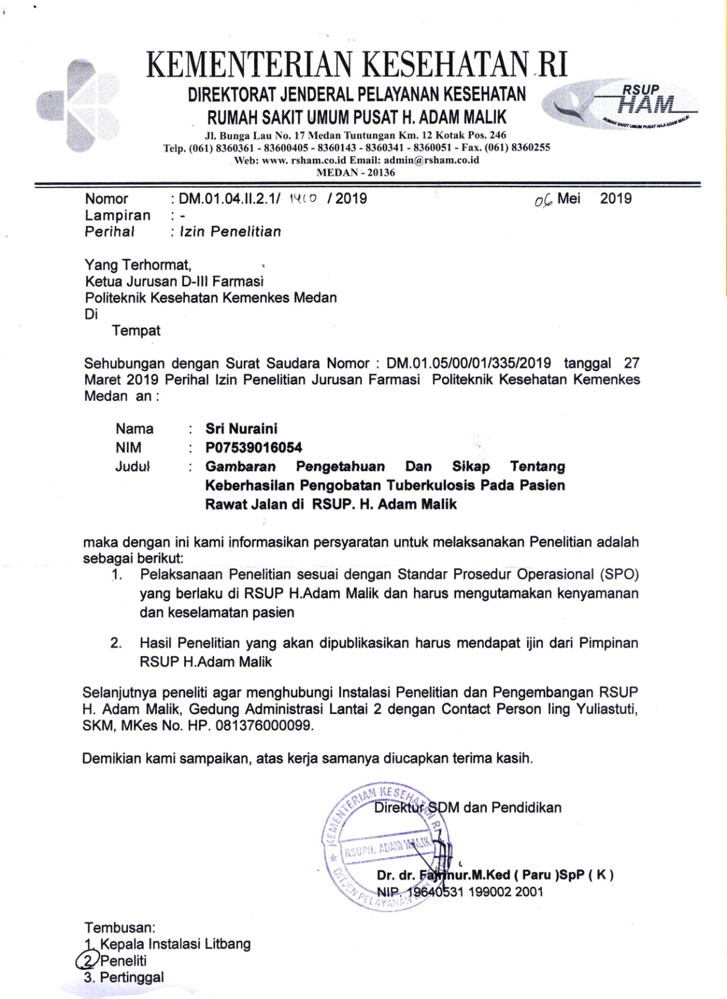 KEMENTERIAN KESEHATAN RI
DIREKTORAT JENDERAL PELAYANAN KESEHATAN
RUMAH SAKIT UMUM PUSAT H. ADAM MALIK
Jl. Bunga Lau No. 17 Medan Tuntungan Km. 12 Kotak Pos. 246
Telp. (061) 8360361 - 83600405 - 8360143 - 8360341 - 8360051 - Fax. (061) 8360255
Web: www. rsham.co.id Email: admin@rsham.co.id
MEDAN - 20136
RSUP
HAM
RUMAH SAKIT UMUM PUSAT HAJI ADAM MALIK
Nomor : DM.01.04.II.2.1/ 1410 / 2019 06 Mei 2019
Lampiran : -
Perihal : Izin Penelitian
Yang Terhormat,
Ketua Jurusan D-III Farmasi
Politeknik Kesehatan Kemenkes Medan
Di
Tempat
Sehubungan dengan Surat Saudara Nomor : DM.01.05/00/01/335/2019 tanggal 27
Maret 2019 Perihal Izin Penelitian Jurusan Farmasi Politeknik Kesehatan Kemenkes
Medan an :
Nama : Sri Nuraini
NIM : P07539016054
Judul : Gambaran Pengetahuan Dan Sikap Tentang
Keberhasilan Pengobatan Tuberkulosis Pada Pasien
Rawat Jalan di RSUP. H. Adam Malik
maka dengan ini kami informasikan persyaratan untuk melaksanakan Penelitian adalah
sebagai berikut:
1. Pelaksanaan Penelitian sesuai dengan Standar Prosedur Operasional (SPO)
yang berlaku di RSUP H.Adam Malik dan harus mengutamakan kenyamanan
dan keselamatan pasien
2. Hasil Penelitian yang akan dipublikasikan harus mendapat ijin dari Pimpinan
RSUP H.Adam Malik
Selanjutnya peneliti agar menghubungi Instalasi Penelitian dan Pengembangan RSUP
H. Adam Malik, Gedung Administrasi Lantai 2 dengan Contact Person Iing Yuliastuti,
SKM, MKes No. HP. 081376000099.
Demikian kami sampaikan, atas kerja samanya diucapkan terima kasih.
Direktur SDM dan Pendidikan
KEMENTERIAN KESEHATAN RI
RSUP H. ADAM MALIK
DITJEN PELAYANAN KESEHATAN
Dr. dr. Fajrinur.M.Ked ( Paru )SpP ( K )
NIP. 19640531 199002 2001
Tembusan:
1. Kepala Instalasi Litbang
2 Peneliti
3. Pertinggal